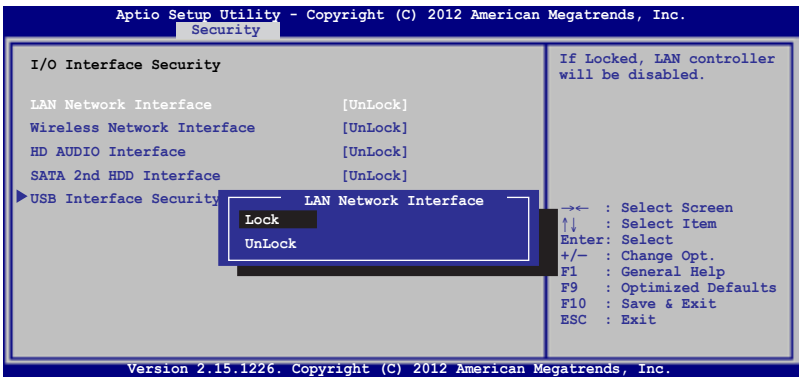 Aptio Setup Utility - Copyright (C) 2012 American Megatrends, Inc.
Security
I/O Interface Security
LAN Network Interface [UnLock]
Wireless Network Interface [UnLock]
HD AUDIO Interface [UnLock]
SATA 2nd HDD Interface [UnLock]
USB Interface Security
LAN Network Interface
Lock
UnLock
If Locked, LAN controller
will be disabled.
→← : Select Screen
↑↓ : Select Item
Enter: Select
+/— : Change Opt.
F1 : General Help
F9 : Optimized Defaults
F10 : Save & Exit
ESC : Exit
Version 2.15.1226. Copyright (C) 2012 American Megatrends, Inc.